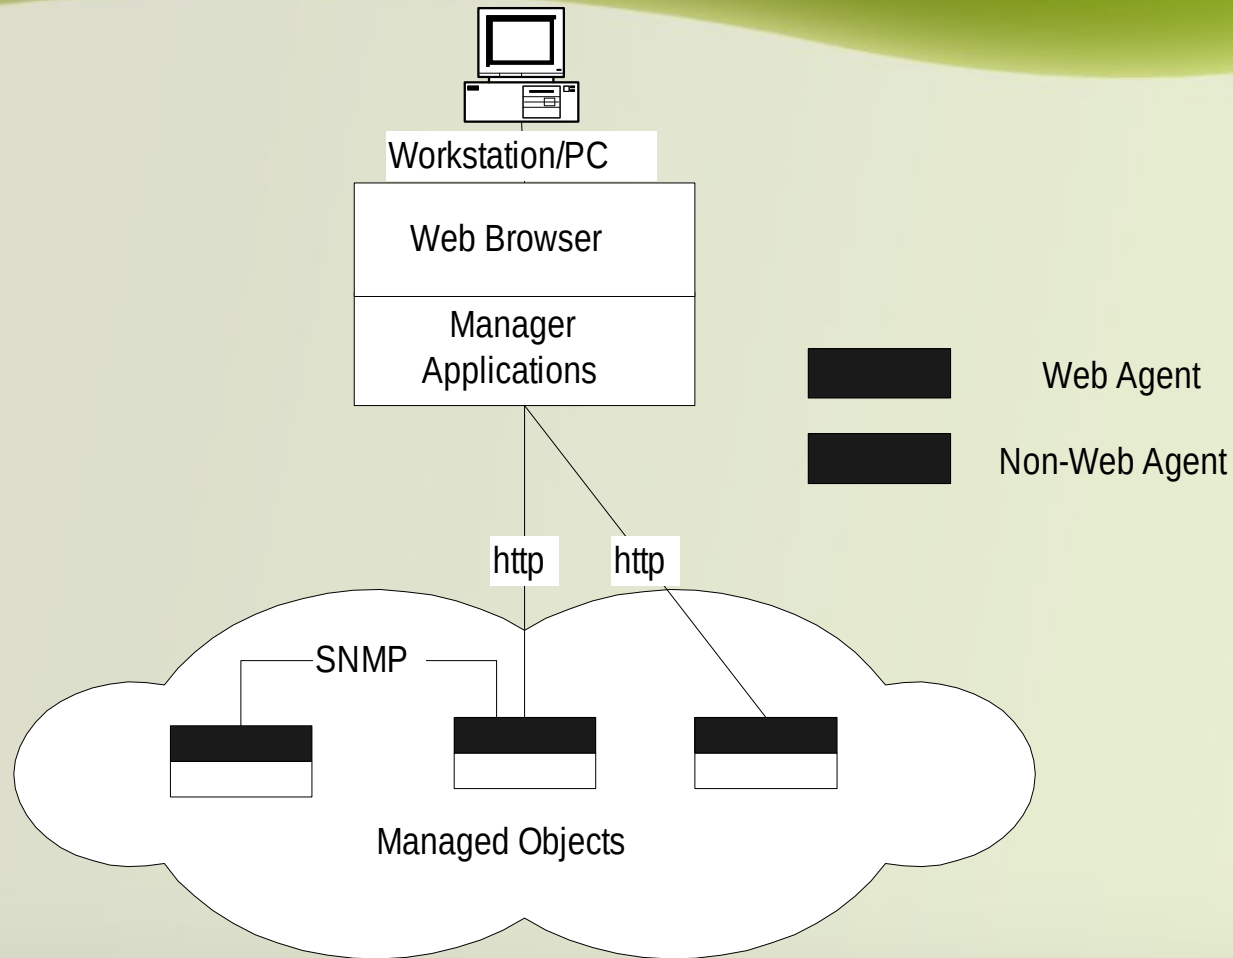 Workstation/PC
Web Browser
Manager
Applications
Web Agent
Non-Web Agent
http
http
SNMP
Managed Objects